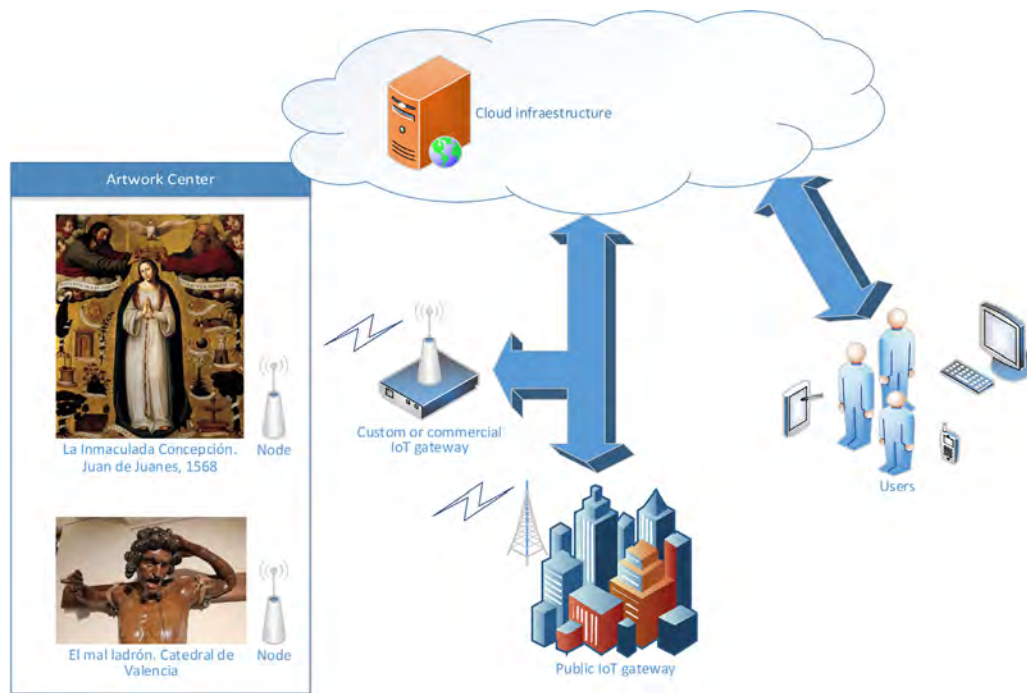 Cloud infraestructure
Artwork Center
La Inmaculada Concepción.
Juan de Juanes, 1568
Node
Custom or commercial
IoT gateway
Users
El mal ladrón. Catedral de
Valencia
Node
Public IoT gateway